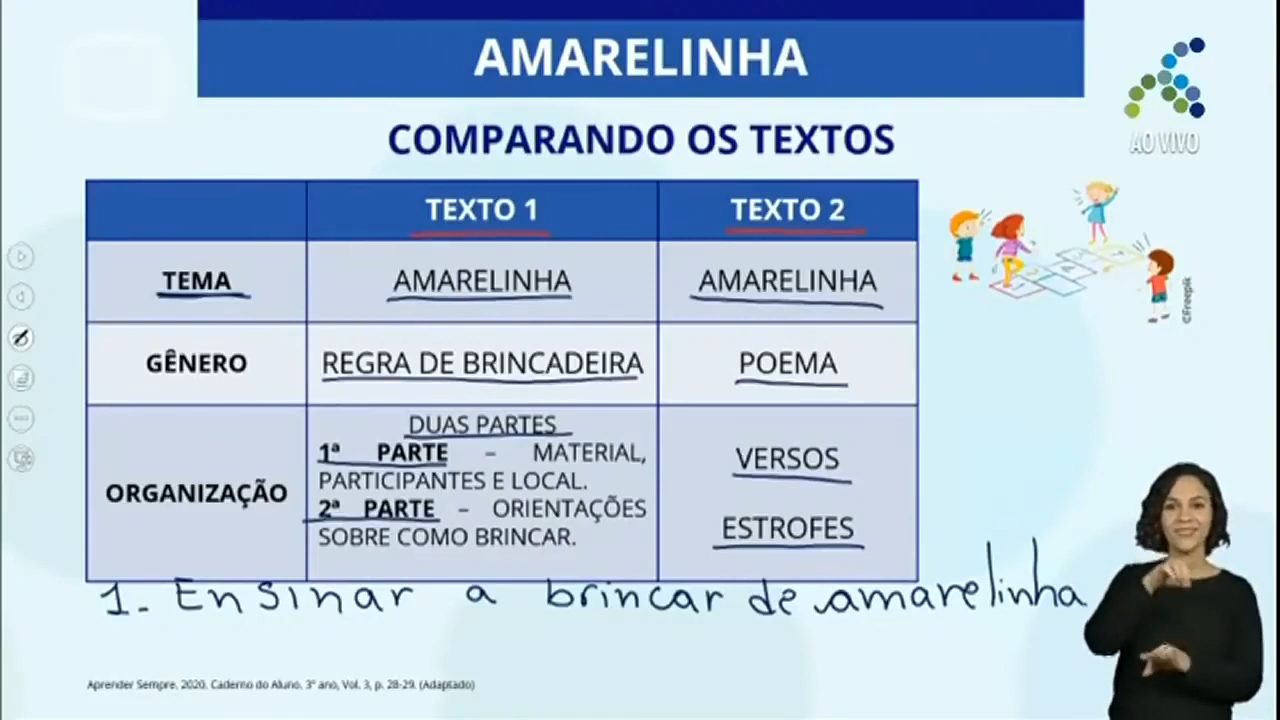 AMARELINHA
AO VIVO
COMPARANDO OS TEXTOS
TEXTO 1
TEXTO 2
TEMA
AMARELINHA
AMARELINHA
GÊNERO
REGRA DE BRINCADEIRA
POEMA
ORGANIZAÇÃO
DUAS PARTES
1ª PARTE – MATERIAL,
PARTICIPANTES E LOCAL.
2ª PARTE – ORIENTAÇÕES
SOBRE COMO BRINCAR.
VERSOS
ESTROFES
©Freepik
1. Ensinar a brincar de amarelinha
Aprender Sempre, 2020. Caderno do Aluno. 3º ano, Vol. 3, p. 28-29. (Adaptado)